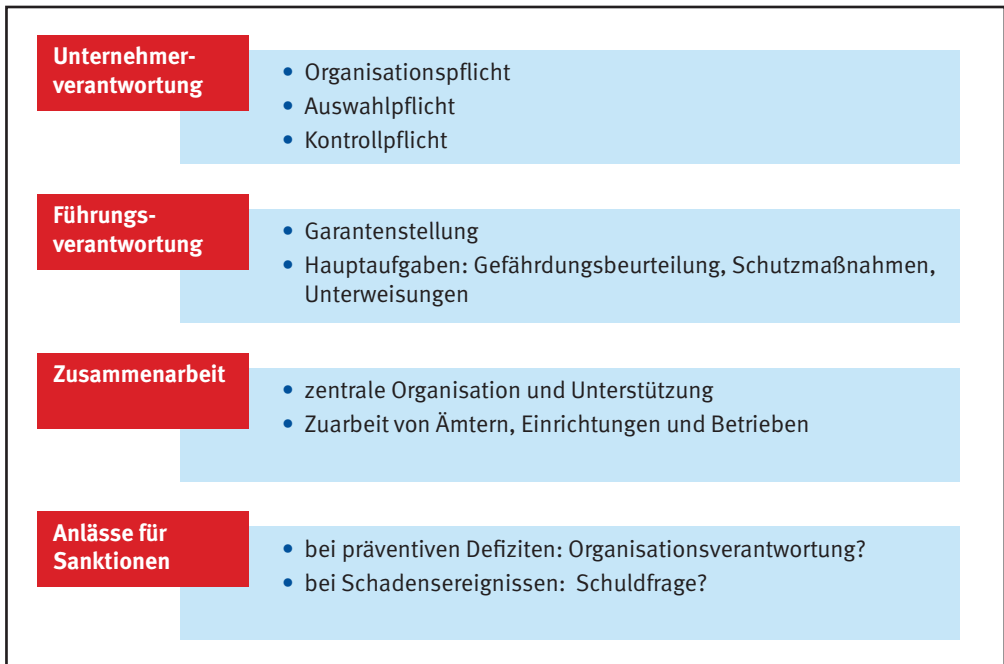 Unternehmer-
verantwortung
• Organisationspflicht
• Auswahlpflicht
• Kontrollpflicht
Führungs-
verantwortung
• Garantenstellung
• Hauptaufgaben: Gefährdungsbeurteilung, Schutzmaßnahmen,
Unterweisungen
Zusammenarbeit
• zentrale Organisation und Unterstützung
• Zuarbeit von Ämtern, Einrichtungen und Betrieben
Anlässe für
Sanktionen
• bei präventiven Defiziten: Organisationsverantwortung?
• bei Schadensereignissen: Schuldfrage?